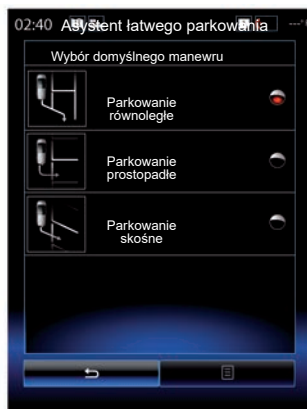 02:40 Asystent łatwego parkowania --°
Wybór domyślnego manewru
Parkowanie
równoległe
Parkowanie
prostopadłe
Parkowanie
skośne